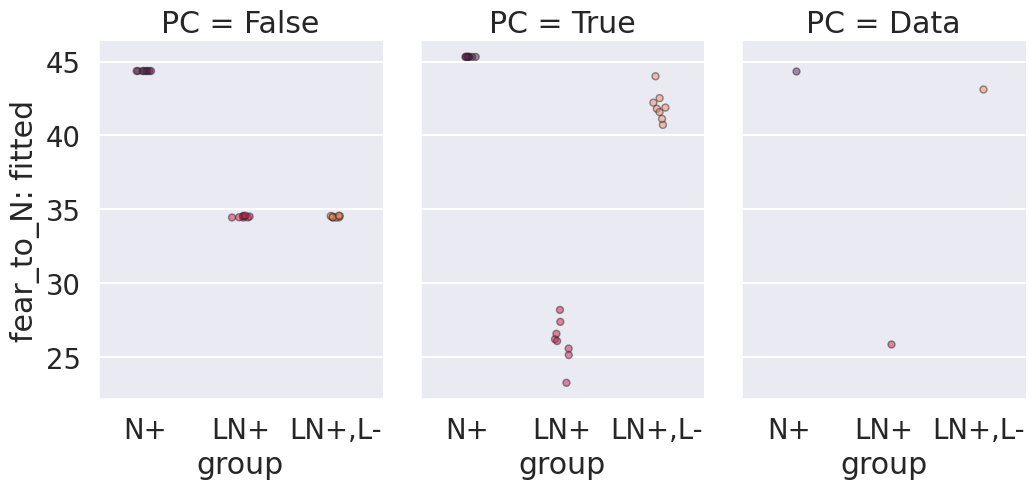 PC = False
PC = True
PC = Data
fear_to_N: fitted
45
40
35
30
25
N+ LN+ LN+,L-
N+ LN+ LN+,L-
N+ LN+ LN+,L-
group
group
group